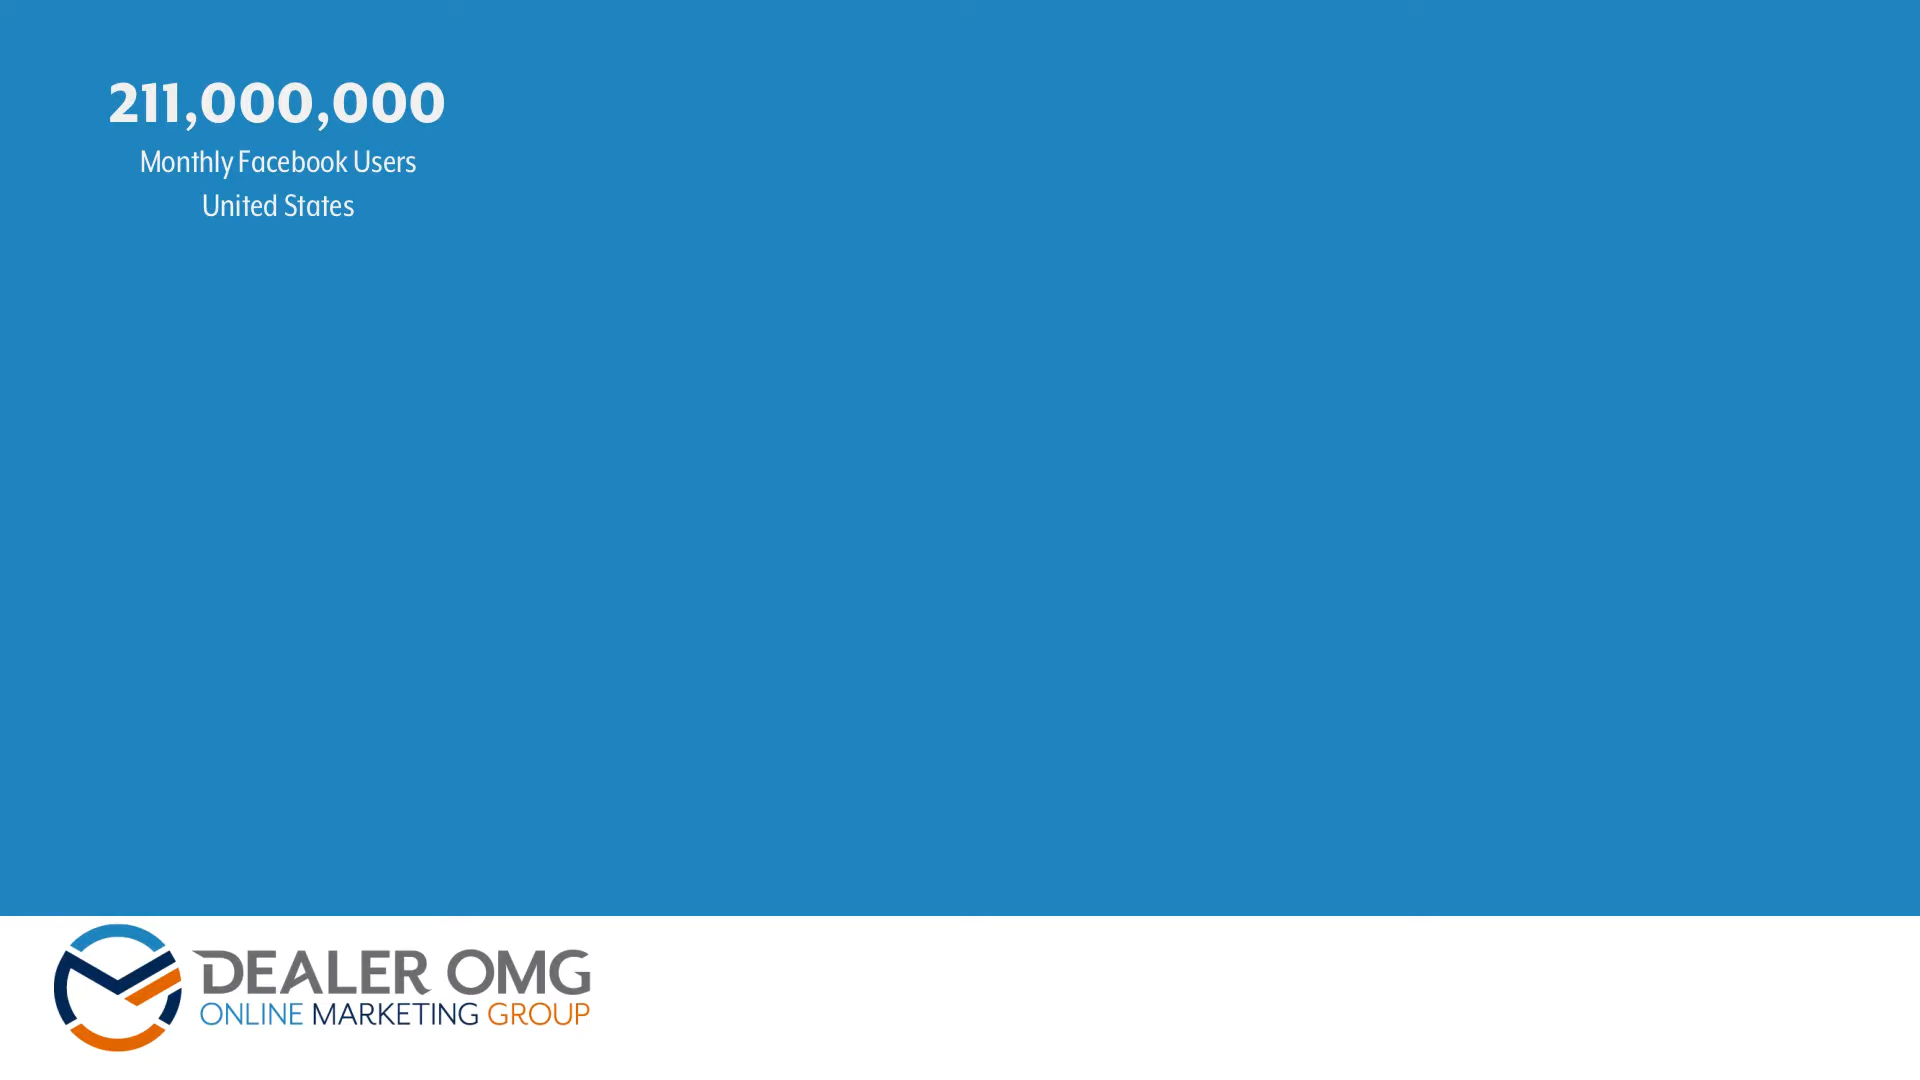 211,000,000
Monthly Facebook Users
United States
DEALER OMG
ONLINE MARKETING GROUP